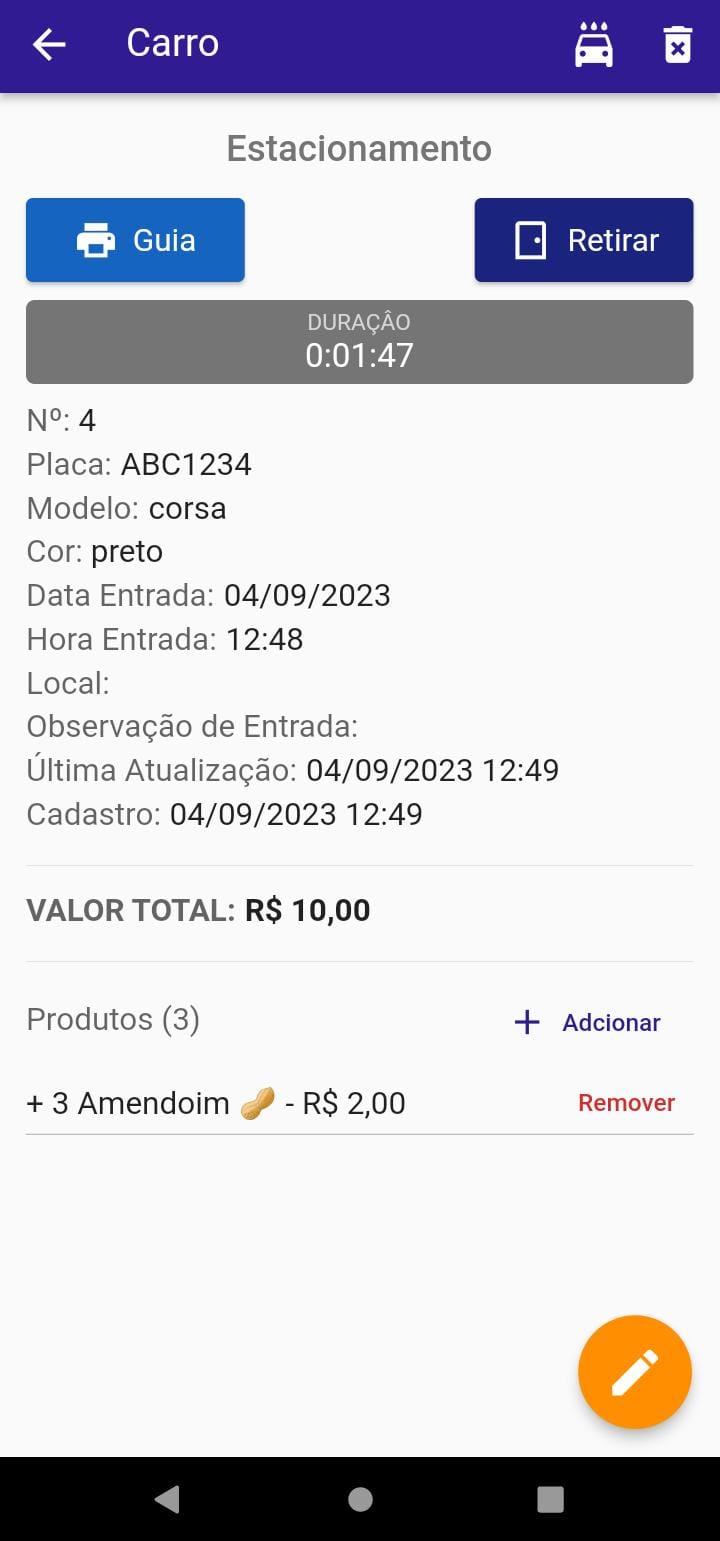 Carro
Estacionamento
Guia
Retirar
DURAÇÂO
0:01:47
Nº: 4
Placa: ABC1234
Modelo: corsa
Cor: preto
Data Entrada: 04/09/2023
Hora Entrada: 12:48
Local:
Observação de Entrada:
Última Atualização: 04/09/2023 12:49
Cadastro: 04/09/2023 12:49
VALOR TOTAL: R$ 10,00
Produtos (3)
+ Adcionar
+ 3 Amendoim 🥜 - R$ 2,00
Remover